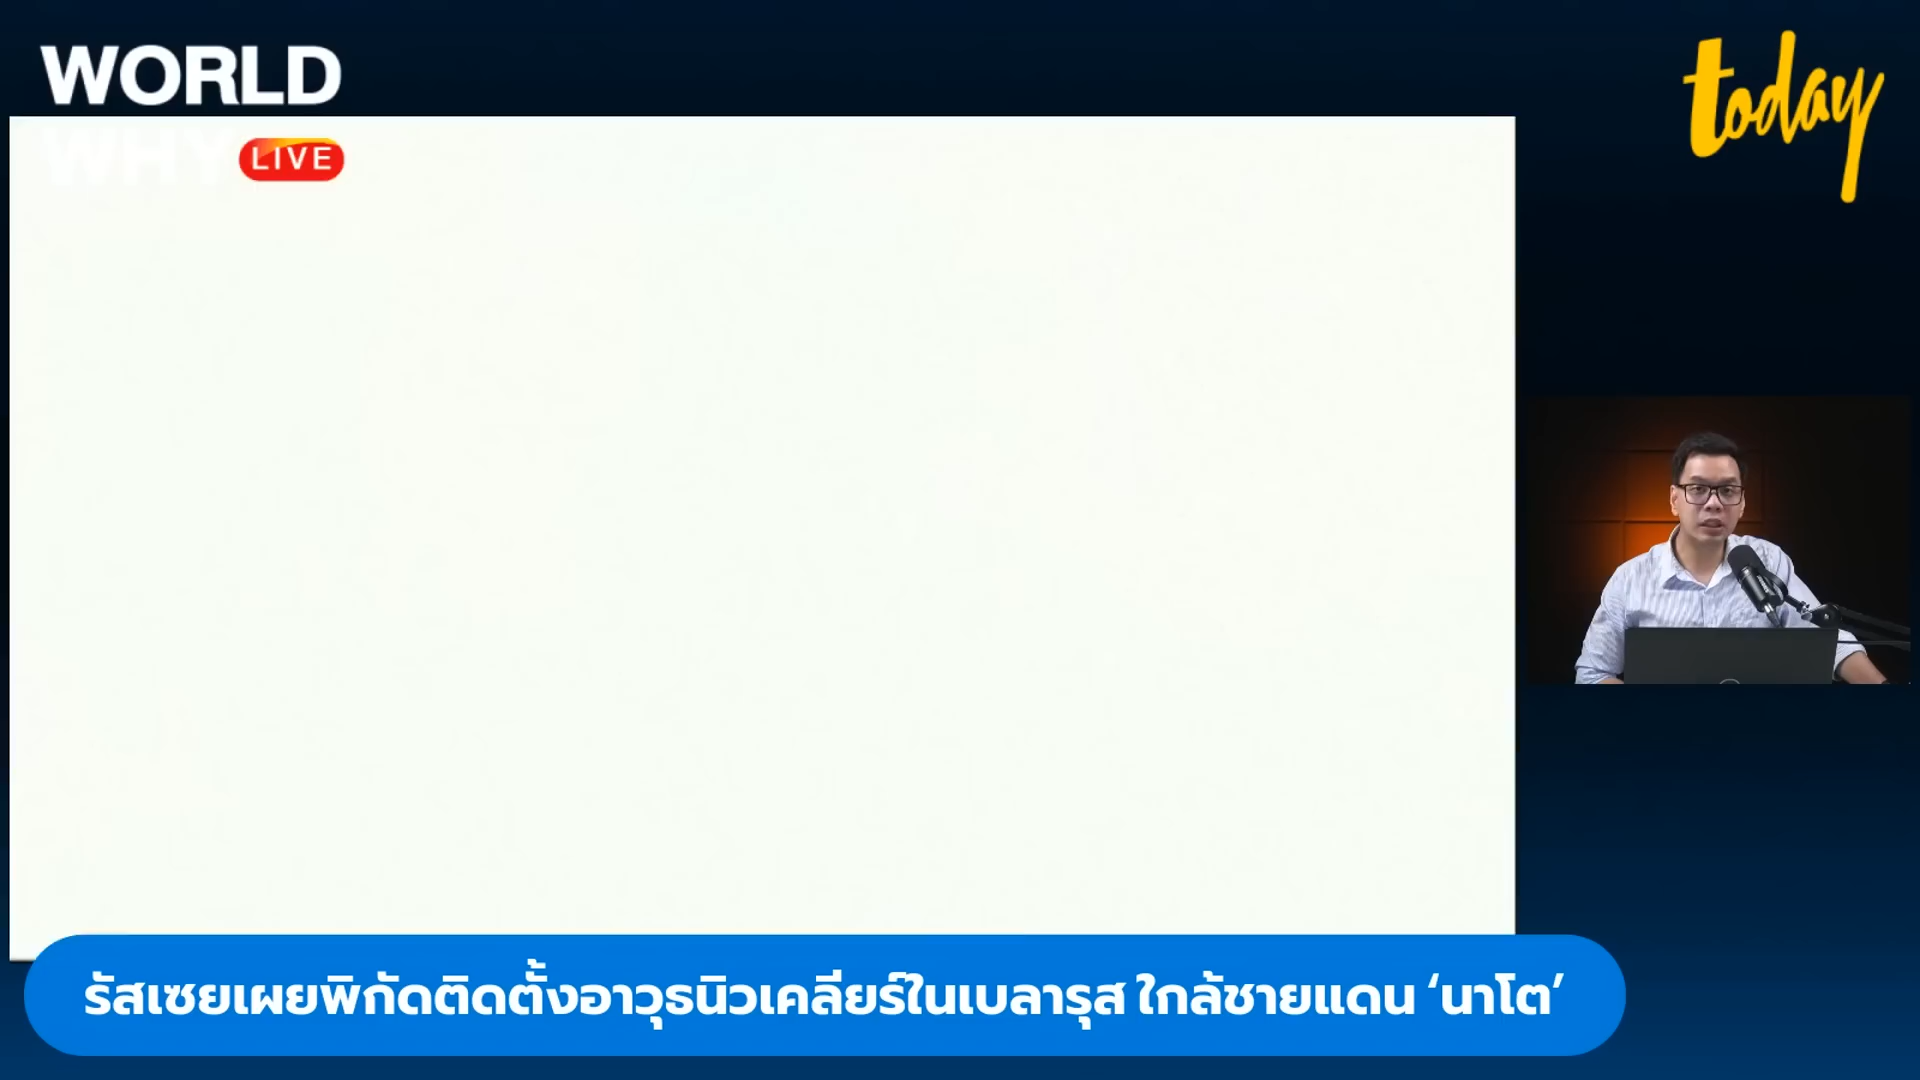 WORLD
today
WHY LIVE
รัสเซยเผยพิกัดติดตั้งอาวุธนิวเคลียร์ในเบลารุส ใกล้ชายแดน ‘นาโต’